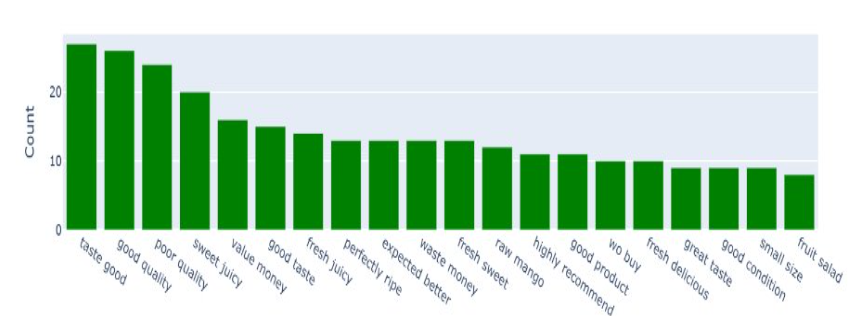 Count
20
10
0
taste good
good quality
poor quality
sweet juicy
value money
good taste
fresh juicy
perfectly ripe
expected better
waste money
fresh sweet
raw mango
highly recommend
good product
wo buy
fresh delicious
great taste
good condition
small size
fruit salad